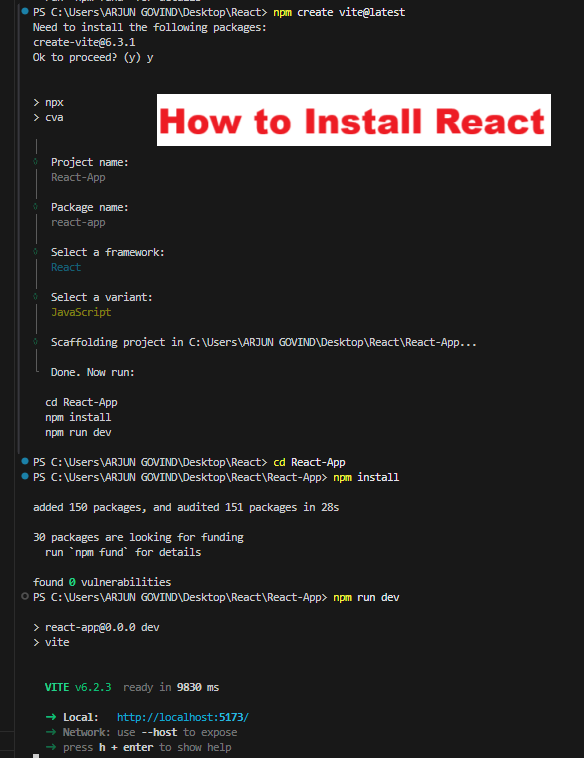 run `npm fund` for details
PS C:\Users\ARJUN GOVIND\Desktop\React> npm create vite@latest
Need to install the following packages:
create-vite@6.3.1
Ok to proceed? (y) y
> npx
> cva
How to Install React
Project name:
React-App
Package name:
react-app
Select a framework:
React
Select a variant:
JavaScript
Scaffolding project in C:\Users\ARJUN GOVIND\Desktop\React\React-App...
Done. Now run:
cd React-App
npm install
npm run dev
PS C:\Users\ARJUN GOVIND\Desktop\React> cd React-App
PS C:\Users\ARJUN GOVIND\Desktop\React\React-App> npm install
added 150 packages, and audited 151 packages in 28s
30 packages are looking for funding
run `npm fund` for details
found 0 vulnerabilities
PS C:\Users\ARJUN GOVIND\Desktop\React\React-App> npm run dev
> react-app@0.0.0 dev
> vite
VITE v6.2.3 ready in 9830 ms
➜ Local: http://localhost:5173/
➜ Network: use --host to expose
➜ press h + enter to show help